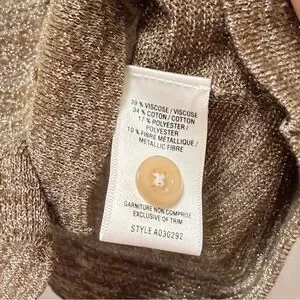 39 % VISCOSE / VISCOSE
34 % COTON / COTTON
17 % POLYESTER /
POLYESTER
10 % FIBRE MÉTALLIQUE /
METALLIC FIBRE
GARNITURE NON COMPRISE
EXCLUSIVE OF TRIM
STYLE A030292